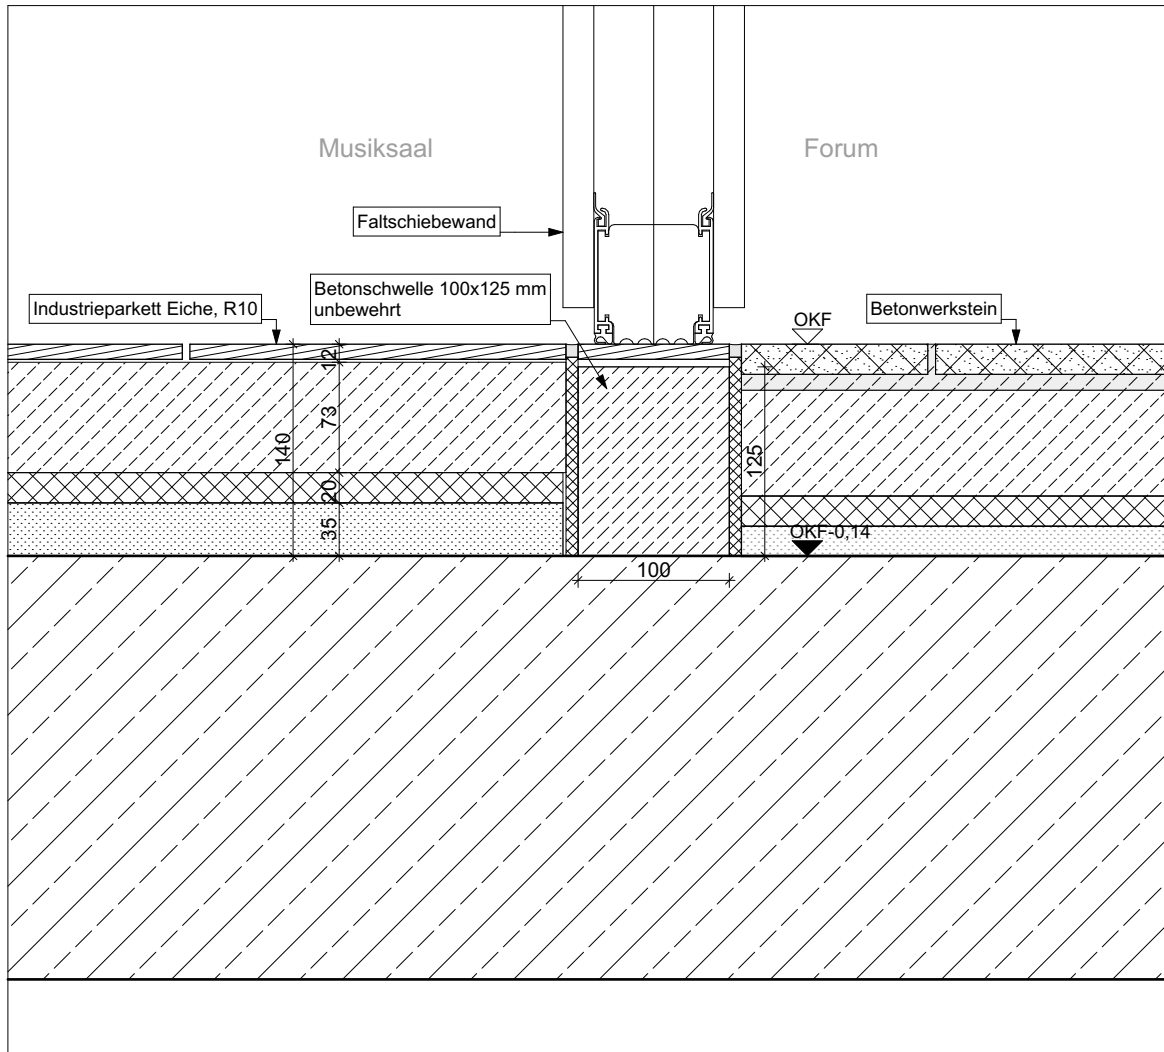 Musiksaal
Forum
Faltschiebewand
Betonschwelle 100x125 mm
unbewehrt
Industrieparkett Eiche, R10
OKF
Betonwerkstein
12
73
140
20
35
125
OKF-0,14
100